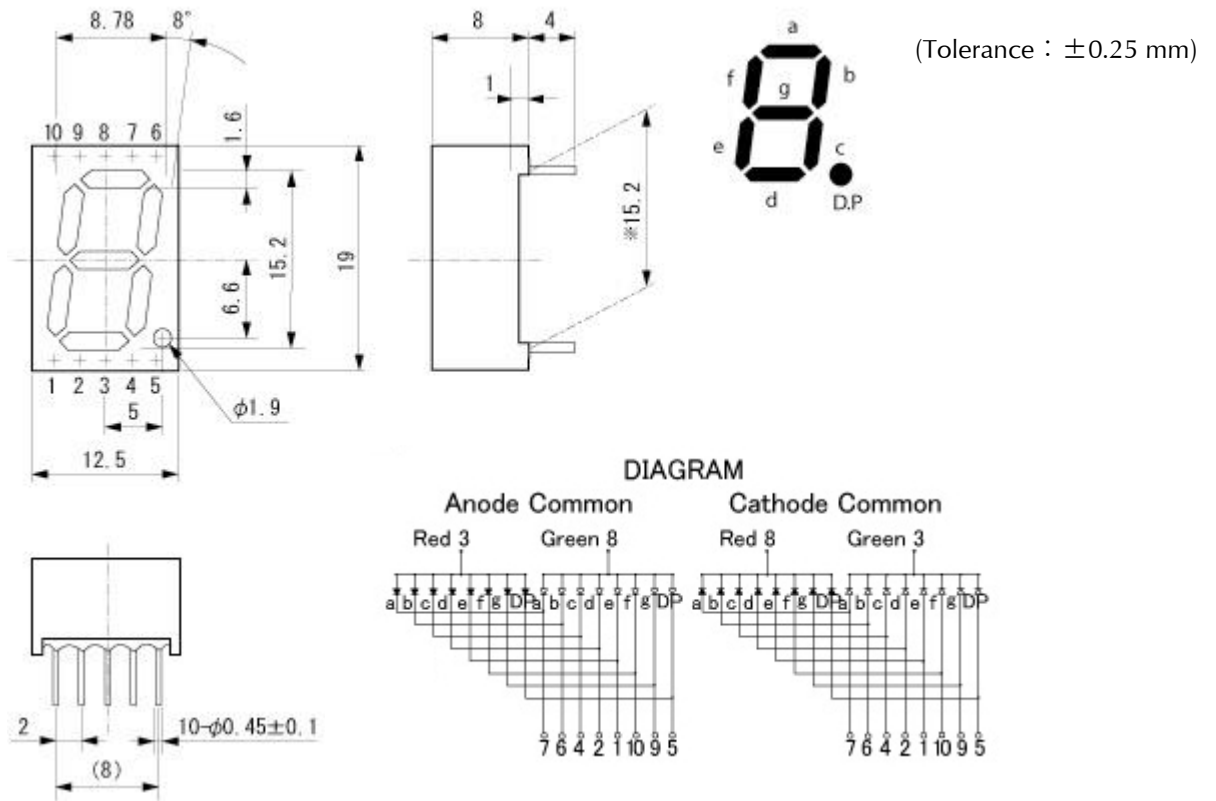 8.78 8°
8 4
(Tolerance：±0.25 mm)
a
f b
g
e c
d D.P
1
1.6
10 9 8 7 6
15.2
19
※15.2
6.6
1 2 3 4 5
5
φ1.9
12.5
DIAGRAM
Anode Common Cathode Common
Red 3 Green 8 Red 8 Green 3
a b c d e f g DP a b c d e f g DP a b c d e f g DP a b c d e f g DP
2 10-φ0.45±0.1
7 6 4 2 1 10 9 5 7 6 4 2 1 10 9 5
(8)